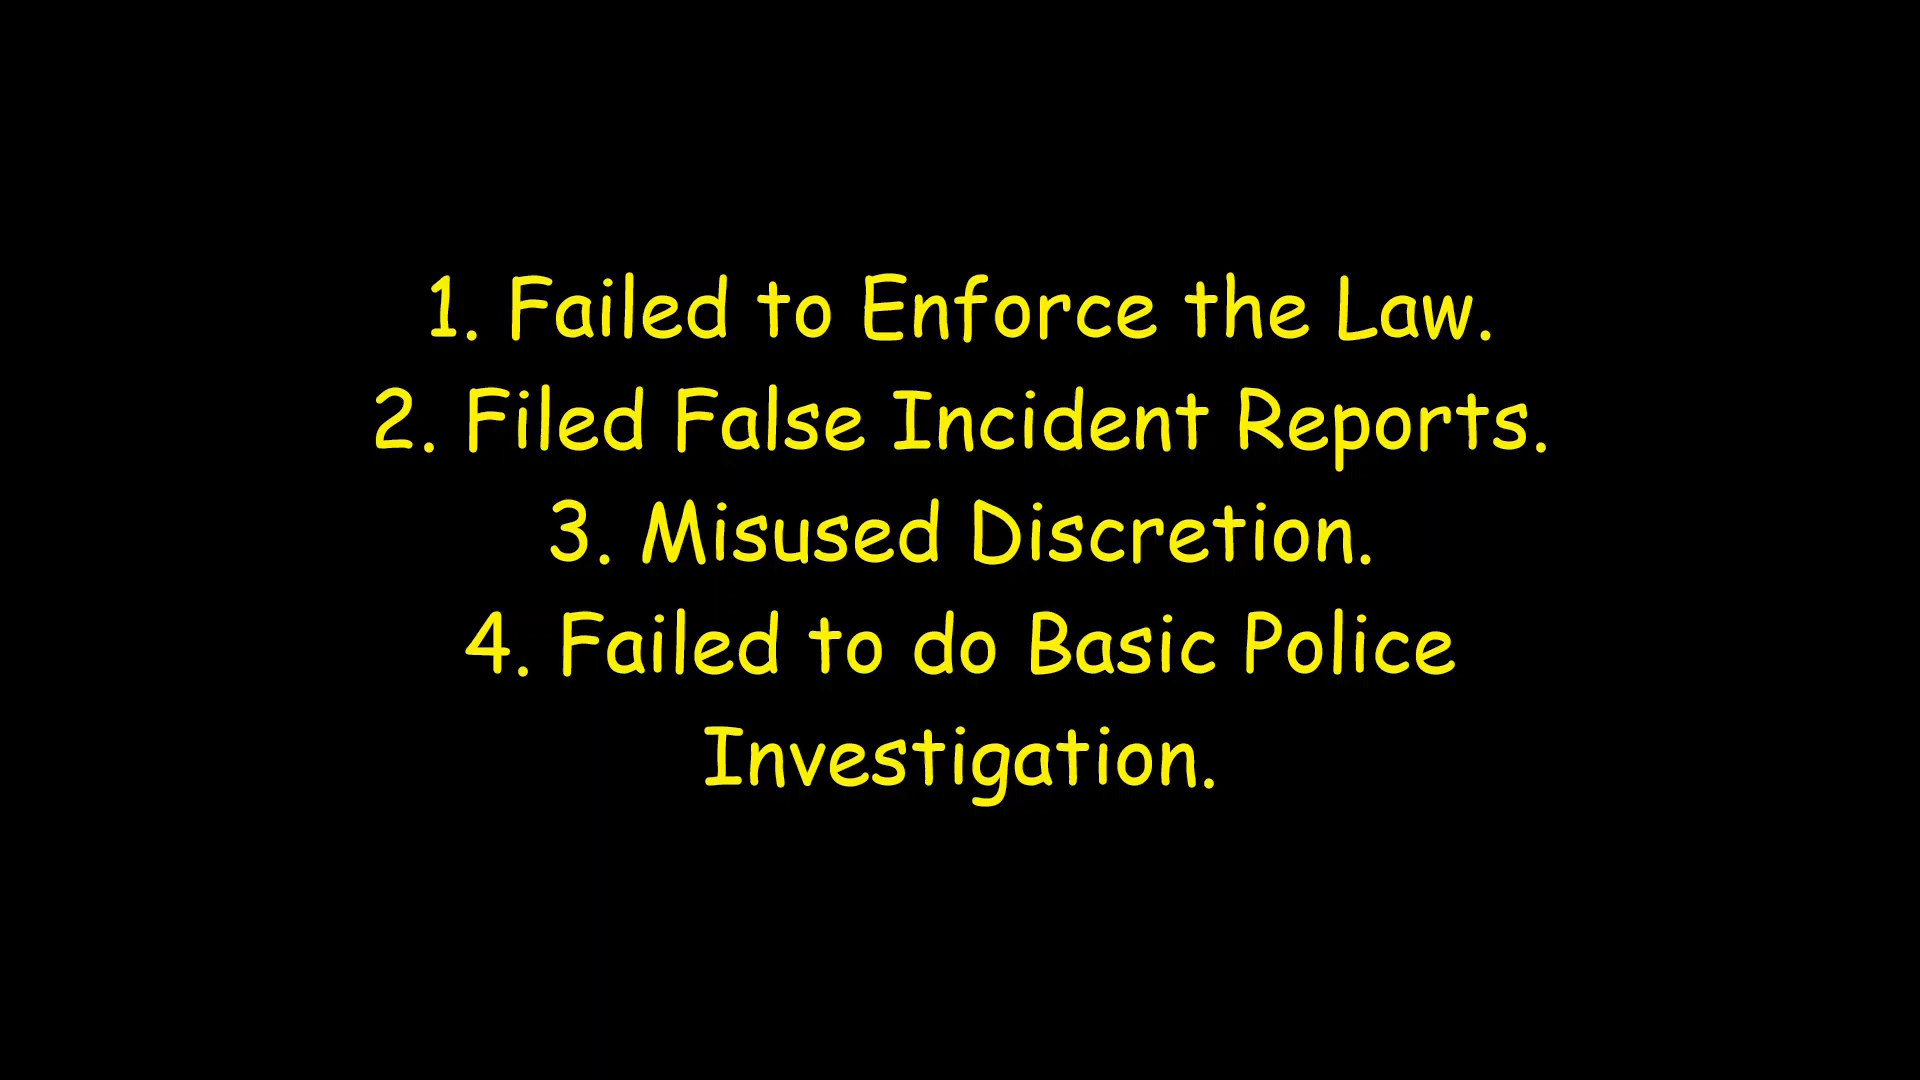 1. Failed to Enforce the Law.
2. Filed False Incident Reports.
3. Misused Discretion.
4. Failed to do Basic Police
Investigation.